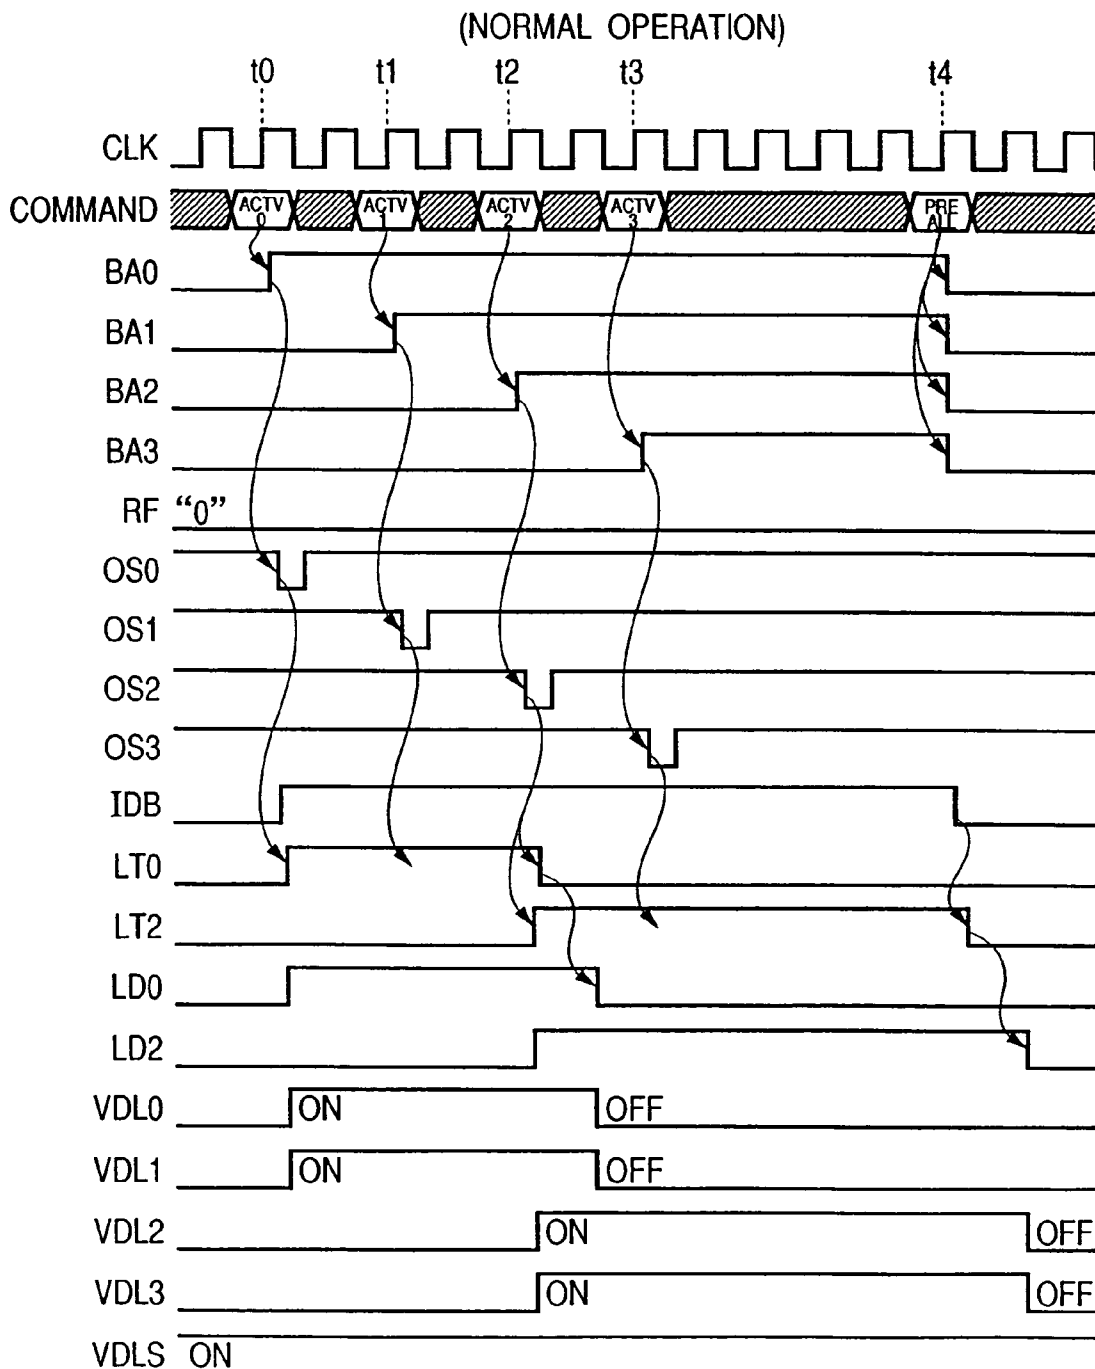 (NORMAL OPERATION)
t0 t1 t2 t3 t4
CLK
COMMAND ACTV 0 ACTV 1 ACTV 2 ACTV 3 PRE ALL
BA0
BA1
BA2
BA3
RF “0”
OS0
OS1
OS2
OS3
IDB
LT0
LT2
LD0
LD2
VDL0 ON OFF
VDL1 ON OFF
VDL2 ON OFF
VDL3 ON OFF
VDLS ON